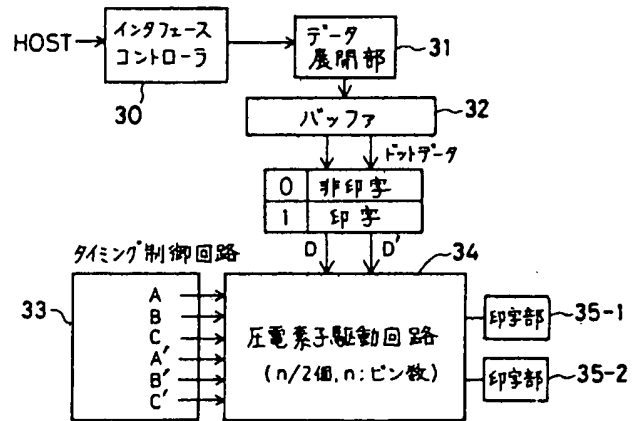 HOST
インタフェース
コントローラ
30
データ
展開部
31
バッファ
32
ドットデータ
0 非印字
1 印字
D D′
タイミング制御回路
33
A
B
C
A′
B′
C′
34
圧電素子駆動回路
(n/2個, n:ピン数)
印字部 35-1
印字部 35-2